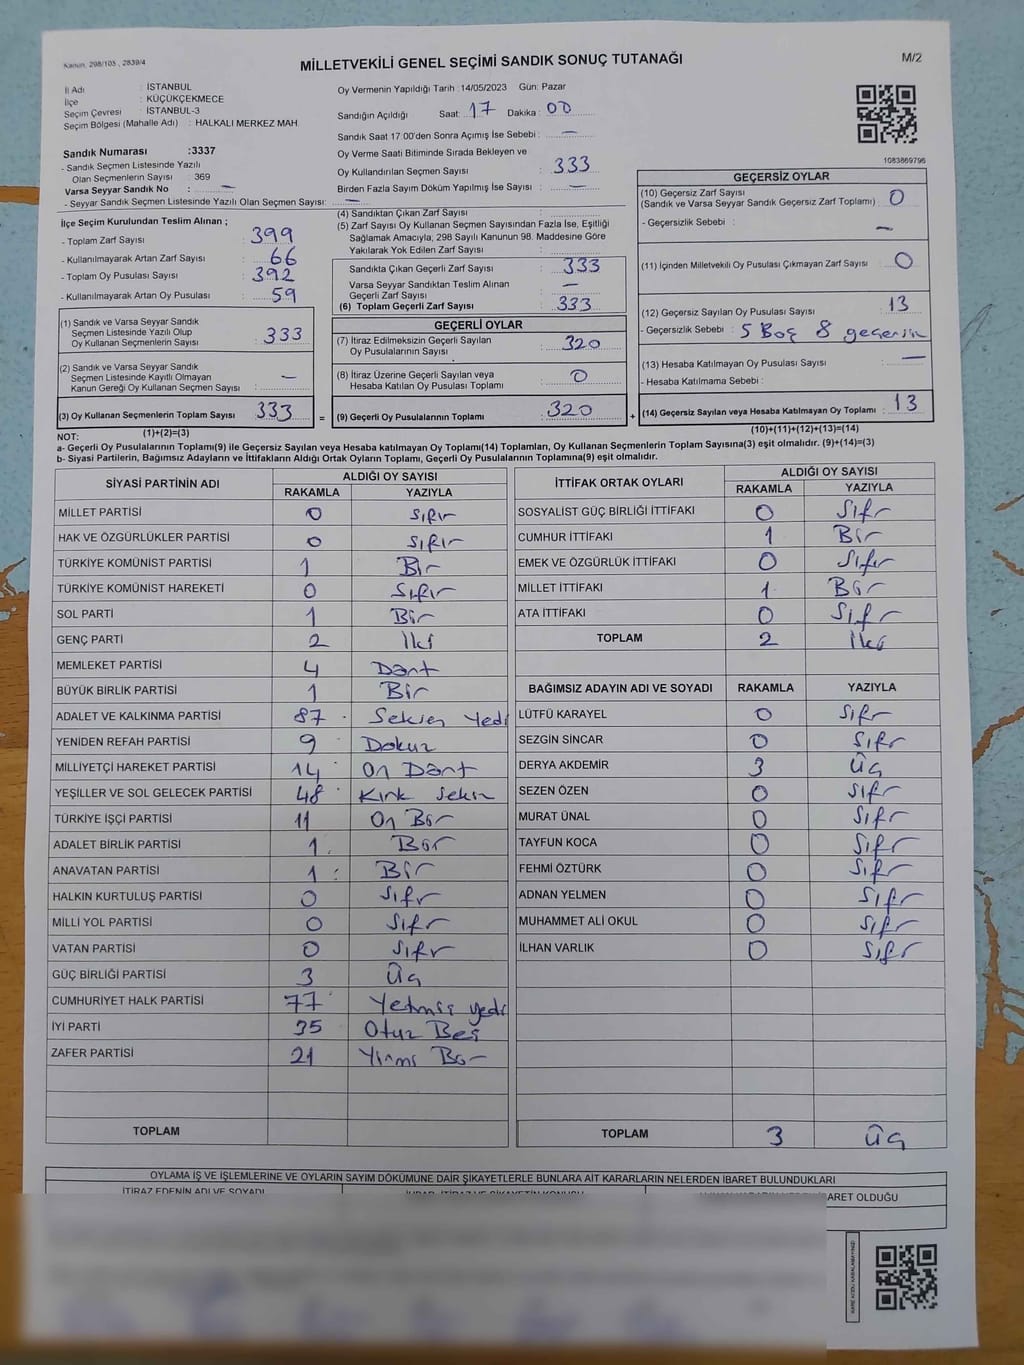 Kanun, 298/105 , 2839/4
MİLLETVEKİLİ GENEL SEÇİMİ SANDIK SONUÇ TUTANAĞI
M/2
İl Adı : İSTANBUL
İlçe : KÜÇÜKÇEKMECE
Seçim Çevresi : İSTANBUL-3
Seçim Bölgesi (Mahalle Adı) : HALKALI MERKEZ MAH.
Sandık Numarası :3337
- Sandık Seçmen Listesinde Yazılı
Olan Seçmenlerin Sayısı : 369
Varsa Seyyar Sandık No : —
- Seyyar Sandık Seçmen Listesinde Yazılı Olan Seçmen Sayısı: —
Oy Vermenin Yapıldığı Tarih :14/05/2023 Gün: Pazar
Sandığın Açıldığı Saat: 17 Dakika : 00
Sandık Saat 17:00'den Sonra Açımış İse Sebebi : —
Oy Verme Saati Bitiminde Sırada Bekleyen ve
Oy Kullandırılan Seçmen Sayısı : 333
Birden Fazla Sayım Döküm Yapılmış İse Sayısı : —
1083869796
İlçe Seçim Kurulundan Teslim Alınan ;
- Toplam Zarf Sayısı : 399
- Kullanılmayarak Artan Zarf Sayısı : 66
- Toplam Oy Pusulası Sayısı : 392
- Kullanılmayarak Artan Oy Pusulası : 59
(1) Sandık ve Varsa Seyyar Sandık
Seçmen Listesinde Yazılı Olup
Oy Kullanan Seçmenlerin Sayısı : 333
(2) Sandık ve Varsa Seyyar Sandık
Seçmen Listesinde Kayıtlı Olmayan
Kanun Gereği Oy Kullanan Seçmen Sayısı : —
(3) Oy Kullanan Seçmenlerin Toplam Sayısı : 333
(1)+(2)=(3)
(4) Sandıktan Çıkan Zarf Sayısı :
(5) Zarf Sayısı Oy Kullanan Seçmen Sayısından Fazla İse, Eşitliği
Sağlamak Amacıyla, 298 Sayılı Kanunun 98. Maddesine Göre
Yakılarak Yok Edilen Zarf Sayısı :
Sandıkta Çıkan Geçerli Zarf Sayısı : 333
Varsa Seyyar Sandıktan Teslim Alınan
Geçerli Zarf Sayısı : —
(6) Toplam Geçerli Zarf Sayısı : 333
GEÇERLİ OYLAR
(7) İtiraz Edilmeksizin Geçerli Sayılan
Oy Pusulalarının Sayısı : 320
(8) İtiraz Üzerine Geçerli Sayılan veya
Hesaba Katılan Oy Pusulası Toplamı : 0
= (9) Geçerli Oy Pusulalarının Toplamı : 320
GEÇERSİZ OYLAR
(10) Geçersiz Zarf Sayısı
(Sandık ve Varsa Seyyar Sandık Geçersiz Zarf Toplamı) : 0
- Geçersizlik Sebebi : —
(11) İçinden Milletvekili Oy Pusulası Çıkmayan Zarf Sayısı : 0
(12) Geçersiz Sayılan Oy Pusulası Sayısı : 13
- Geçersizlik Sebebi : 5 Boş 8 geçersiz
(13) Hesaba Katılmayan Oy Pusulası Sayısı : —
- Hesaba Katılmama Sebebi :
+ (14) Geçersiz Sayılan veya Hesaba Katılmayan Oy Toplamı : 13
(10)+(11)+(12)+(13)=(14)
NOT:
a- Geçerli Oy Pusulalarının Toplamı(9) ile Geçersiz Sayılan veya Hesaba katılmayan Oy Toplamı(14) Toplamları, Oy Kullanan Seçmenlerin Toplam Sayısına(3) eşit olmalıdır. (9)+(14)=(3)
b- Siyasi Partilerin, Bağımsız Adayların ve İttifakların Aldığı Ortak Oyların Toplamı, Geçerli Oy Pusulalarının Toplamına(9) eşit olmalıdır.
SİYASİ PARTİNİN ADI ALDIĞI OY SAYISI
RAKAMLA YAZIYLA
MİLLET PARTİSİ 0 Sıfır
HAK VE ÖZGÜRLÜKLER PARTİSİ 0 Sıfır
TÜRKİYE KOMÜNİST PARTİSİ 1 Bir
TÜRKİYE KOMÜNİST HAREKETİ 0 Sıfır
SOL PARTİ 1 Bir
GENÇ PARTİ 2 İki
MEMLEKET PARTİSİ 4 Dört
BÜYÜK BİRLİK PARTİSİ 1 Bir
ADALET VE KALKINMA PARTİSİ 87 Seksen Yedi
YENİDEN REFAH PARTİSİ 9 Dokuz
MİLLİYETÇİ HAREKET PARTİSİ 14 On Dört
YEŞİLLER VE SOL GELECEK PARTİSİ 48 Kırk Sekiz
TÜRKİYE İŞÇİ PARTİSİ 11 On Bir
ADALET BİRLİK PARTİSİ 1 Bir
ANAVATAN PARTİSİ 1 Bir
HALKIN KURTULUŞ PARTİSİ 0 Sıfır
MİLLİ YOL PARTİSİ 0 Sıfır
VATAN PARTİSİ 0 Sıfır
GÜÇ BİRLİĞİ PARTİSİ 3 Üç
CUMHURİYET HALK PARTİSİ 77 Yetmiş yedi
İYİ PARTİ 35 Otuz Beş
ZAFER PARTİSİ 21 Yirmi Bir
TOPLAM
İTTİFAK ORTAK OYLARI ALDIĞI OY SAYISI
RAKAMLA YAZIYLA
SOSYALİST GÜÇ BİRLİĞİ İTTİFAKI 0 Sıfır
CUMHUR İTTİFAKI 1 Bir
EMEK VE ÖZGÜRLÜK İTTİFAKI 0 Sıfır
MİLLET İTTİFAKI 1 Bir
ATA İTTİFAKI 0 Sıfır
TOPLAM 2 İki
BAĞIMSIZ ADAYIN ADI VE SOYADI RAKAMLA YAZIYLA
LÜTFÜ KARAYEL 0 Sıfır
SEZGİN SİNCAR 0 Sıfır
DERYA AKDEMİR 3 Üç
SEZEN ÖZEN 0 Sıfır
MURAT ÜNAL 0 Sıfır
TAYFUN KOCA 0 Sıfır
FEHMİ ÖZTÜRK 0 Sıfır
ADNAN YELMEN 0 Sıfır
MUHAMMET ALİ OKUL 0 Sıfır
İLHAN VARLIK 0 Sıfır
TOPLAM 3 Üç
OYLAMA İŞ VE İŞLEMLERİNE VE OYLARIN SAYIM DÖKÜMÜNE DAİR ŞİKAYETLERLE BUNLARA AİT KARARLARIN NELERDEN İBARET BULUNDUKLARI
İTİRAZ EDENİN ADI VE SOYADI
İBARET OLDUĞU
KARE KODU KARALAMAYINIZ!